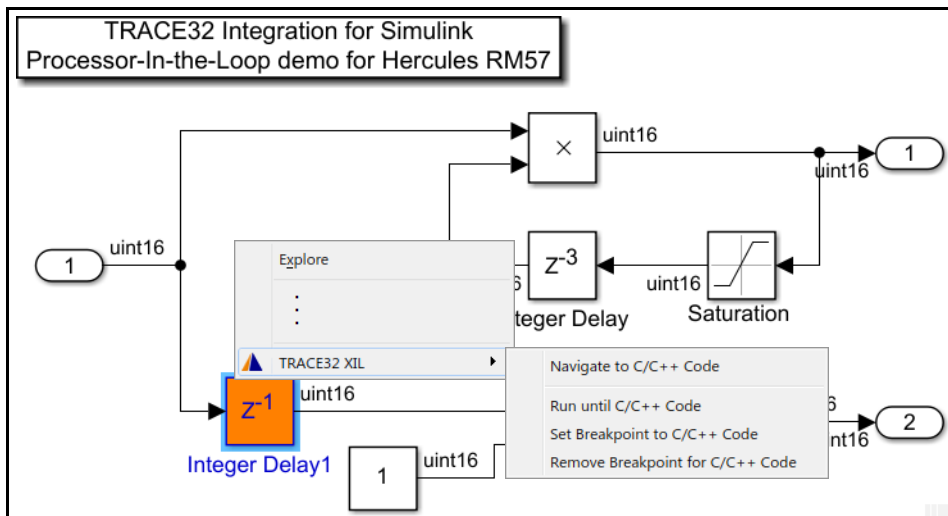 TRACE32 Integration for Simulink
Processor-In-the-Loop demo for Hercules RM57
×
uint16
1
uint16
uint16
1
Explore
z-3
uint16
Saturation
teger Delay
TRACE32 XIL
Navigate to C/C++ Code
Run until C/C++ Code
Set Breakpoint to C/C++ Code
Remove Breakpoint for C/C++ Code
z-1
uint16
Integer Delay1
1
uint16
6
6
int16
2